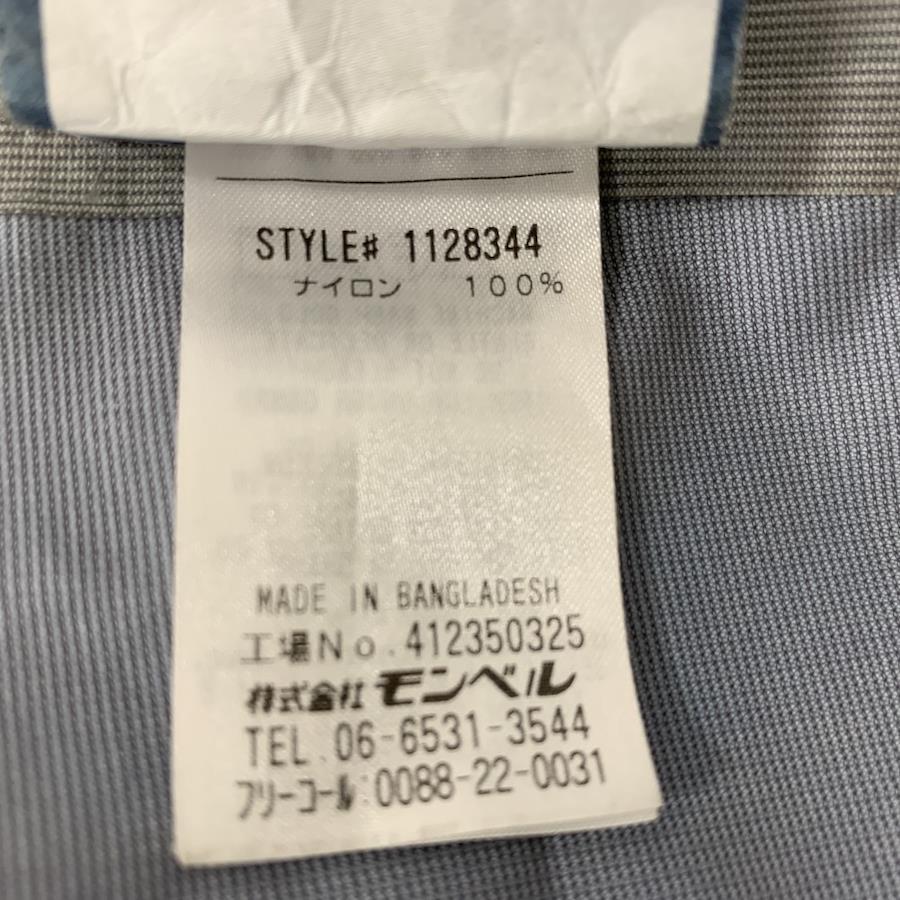 STYLE# 1128344
ナイロン 100%
MADE IN BANGLADESH
工場No.412350325
株式会社 モンベル
TEL.06-6531-3544
フリーコール:0088-22-0031